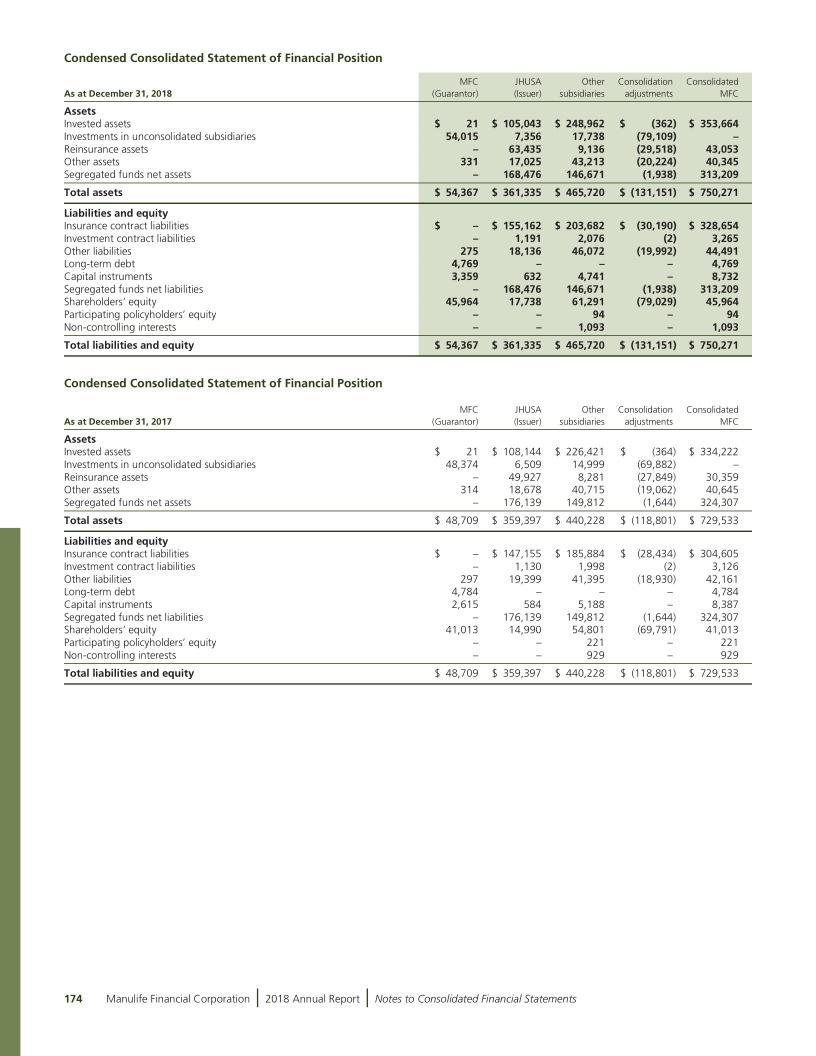 Condensed Consolidated Statement of Financial Position
MFC JHUSA Other Consolidation Consolidated
As at December 31, 2018 (Guarantor) (Issuer) subsidiaries adjustments MFC
Assets
Invested assets $ 21 $ 105,043 $ 248,962 $ (362) $ 353,664
Investments in unconsolidated subsidiaries 54,015 7,356 17,738 (79,109) –
Reinsurance assets – 63,435 9,136 (29,518) 43,053
Other assets 331 17,025 43,213 (20,224) 40,345
Segregated funds net assets – 168,476 146,671 (1,938) 313,209
Total assets $ 54,367 $ 361,335 $ 465,720 $ (131,151) $ 750,271
Liabilities and equity
Insurance contract liabilities $ – $ 155,162 $ 203,682 $ (30,190) $ 328,654
Investment contract liabilities – 1,191 2,076 (2) 3,265
Other liabilities 275 18,136 46,072 (19,992) 44,491
Long-term debt 4,769 – – – 4,769
Capital instruments 3,359 632 4,741 – 8,732
Segregated funds net liabilities – 168,476 146,671 (1,938) 313,209
Shareholders’ equity 45,964 17,738 61,291 (79,029) 45,964
Participating policyholders’ equity – – 94 – 94
Non-controlling interests – – 1,093 – 1,093
Total liabilities and equity $ 54,367 $ 361,335 $ 465,720 $ (131,151) $ 750,271
Condensed Consolidated Statement of Financial Position
MFC JHUSA Other Consolidation Consolidated
As at December 31, 2017 (Guarantor) (Issuer) subsidiaries adjustments MFC
Assets
Invested assets $ 21 $ 108,144 $ 226,421 $ (364) $ 334,222
Investments in unconsolidated subsidiaries 48,374 6,509 14,999 (69,882) –
Reinsurance assets – 49,927 8,281 (27,849) 30,359
Other assets 314 18,678 40,715 (19,062) 40,645
Segregated funds net assets – 176,139 149,812 (1,644) 324,307
Total assets $ 48,709 $ 359,397 $ 440,228 $ (118,801) $ 729,533
Liabilities and equity
Insurance contract liabilities $ – $ 147,155 $ 185,884 $ (28,434) $ 304,605
Investment contract liabilities – 1,130 1,998 (2) 3,126
Other liabilities 297 19,399 41,395 (18,930) 42,161
Long-term debt 4,784 – – – 4,784
Capital instruments 2,615 584 5,188 – 8,387
Segregated funds net liabilities – 176,139 149,812 (1,644) 324,307
Shareholders’ equity 41,013 14,990 54,801 (69,791) 41,013
Participating policyholders’ equity – – 221 – 221
Non-controlling interests – – 929 – 929
Total liabilities and equity $ 48,709 $ 359,397 $ 440,228 $ (118,801) $ 729,533
174 Manulife Financial Corporation | 2018 Annual Report | Notes to Consolidated Financial Statements